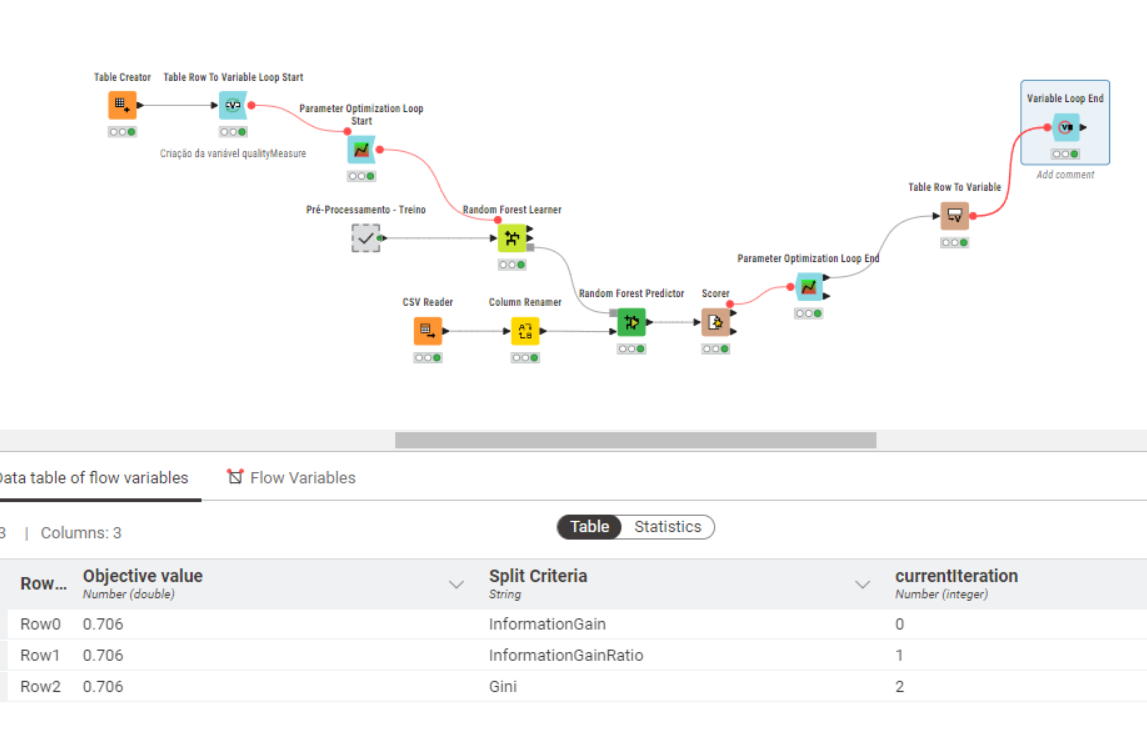 Table Creator
Table Row To Variable Loop Start
Criação da variável qualityMeasure
Parameter Optimization Loop
Start
Pré-Processamento - Treino
Random Forest Learner
CSV Reader
Column Renamer
Random Forest Predictor
Scorer
Parameter Optimization Loop End
Table Row To Variable
Variable Loop End
Add comment
Data table of flow variables
Flow Variables
3 | Columns: 3
Table
Statistics
Row... Objective value Split Criteria currentIteration
Number (double) String Number (integer)
Row0 0.706 InformationGain 0
Row1 0.706 InformationGainRatio 1
Row2 0.706 Gini 2